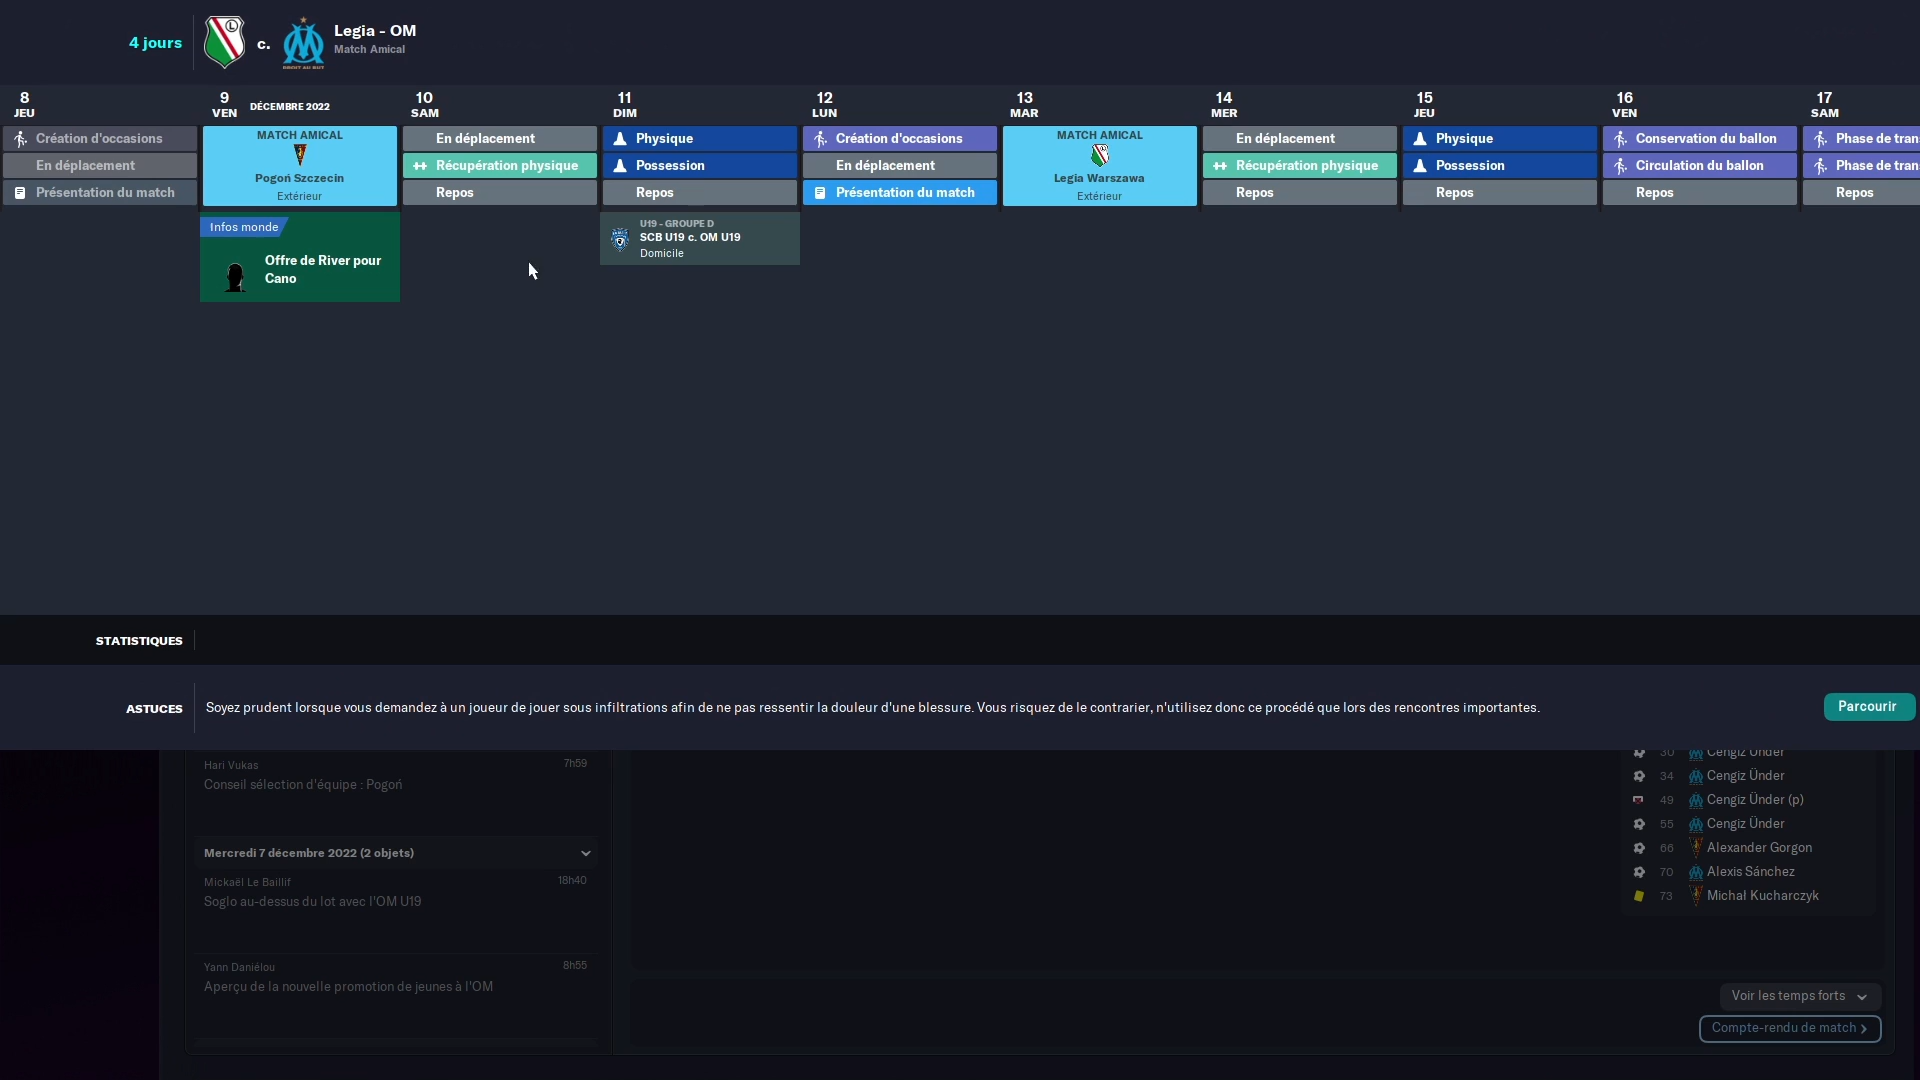 4 jours
c.
Legia - OM
Match Amical
8
JEU
9
VEN
DÉCEMBRE 2022
10
SAM
11
DIM
12
LUN
13
MAR
14
MER
15
JEU
16
VEN
17
SAM
Création d'occasions
En déplacement
Présentation du match
MATCH AMICAL
Pogoń Szczecin
Extérieur
En déplacement
Récupération physique
Repos
Physique
Possession
Repos
Création d'occasions
En déplacement
Présentation du match
MATCH AMICAL
Legia Warszawa
Extérieur
En déplacement
Récupération physique
Repos
Physique
Possession
Repos
Conservation du ballon
Circulation du ballon
Repos
Phase de tran
Phase de tran
Repos
Infos monde
Offre de River pour
Cano
U19 - GROUPE D
SCB U19 c. OM U19
Domicile
STATISTIQUES
ASTUCES
Soyez prudent lorsque vous demandez à un joueur de jouer sous infiltrations afin de ne pas ressentir la douleur d'une blessure. Vous risquez de le contrarier, n'utilisez donc ce procédé que lors des rencontres importantes.
Parcourir
Hari Vukas
7h59
Conseil sélection d'équipe : Pogoń
Mercredi 7 décembre 2022 (2 objets)
Mickaël Le Baillif
18h40
Soglo au-dessus du lot avec l'OM U19
Yann Daniélou
8h55
Aperçu de la nouvelle promotion de jeunes à l'OM
30 Cengiz Ünder
34 Cengiz Ünder
49 Cengiz Ünder (p)
55 Cengiz Ünder
66 Alexander Gorgon
70 Alexis Sánchez
73 Michał Kucharczyk
Voir les temps forts
Compte-rendu de match